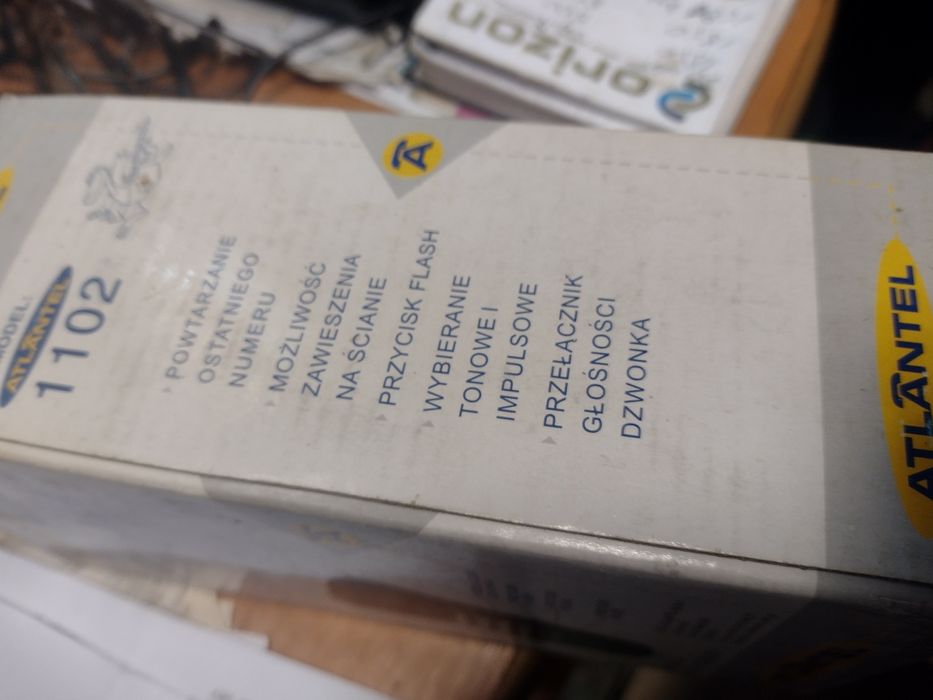 MODEL:
ATLANTEL
1102
POWTARZANIE
OSTATNIEGO
NUMERU
MOŻLIWOŚĆ
ZAWIESZENIA
NA ŚCIANIE
PRZYCISK FLASH
WYBIERANIE
TONOWE I
IMPULSOWE
PRZEŁĄCZNIK
GŁOŚNOŚCI
DZWONKA
A
ATLANTEL
orizon